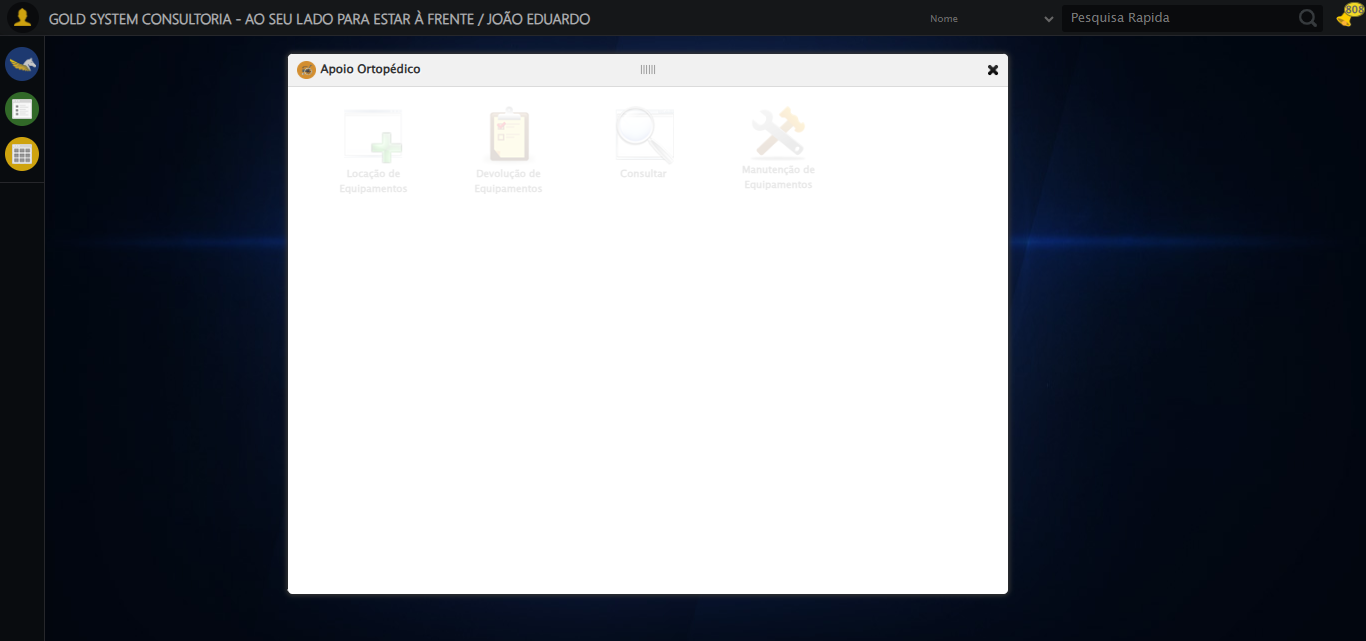 GOLD SYSTEM CONSULTORIA - AO SEU LADO PARA ESTAR À FRENTE / JOÃO EDUARDO
Nome
Pesquisa Rapida
808
Apoio Ortopédico
Locação de
Equipamentos
Devolução de
Equipamentos
Consultar
Manutenção de
Equipamentos